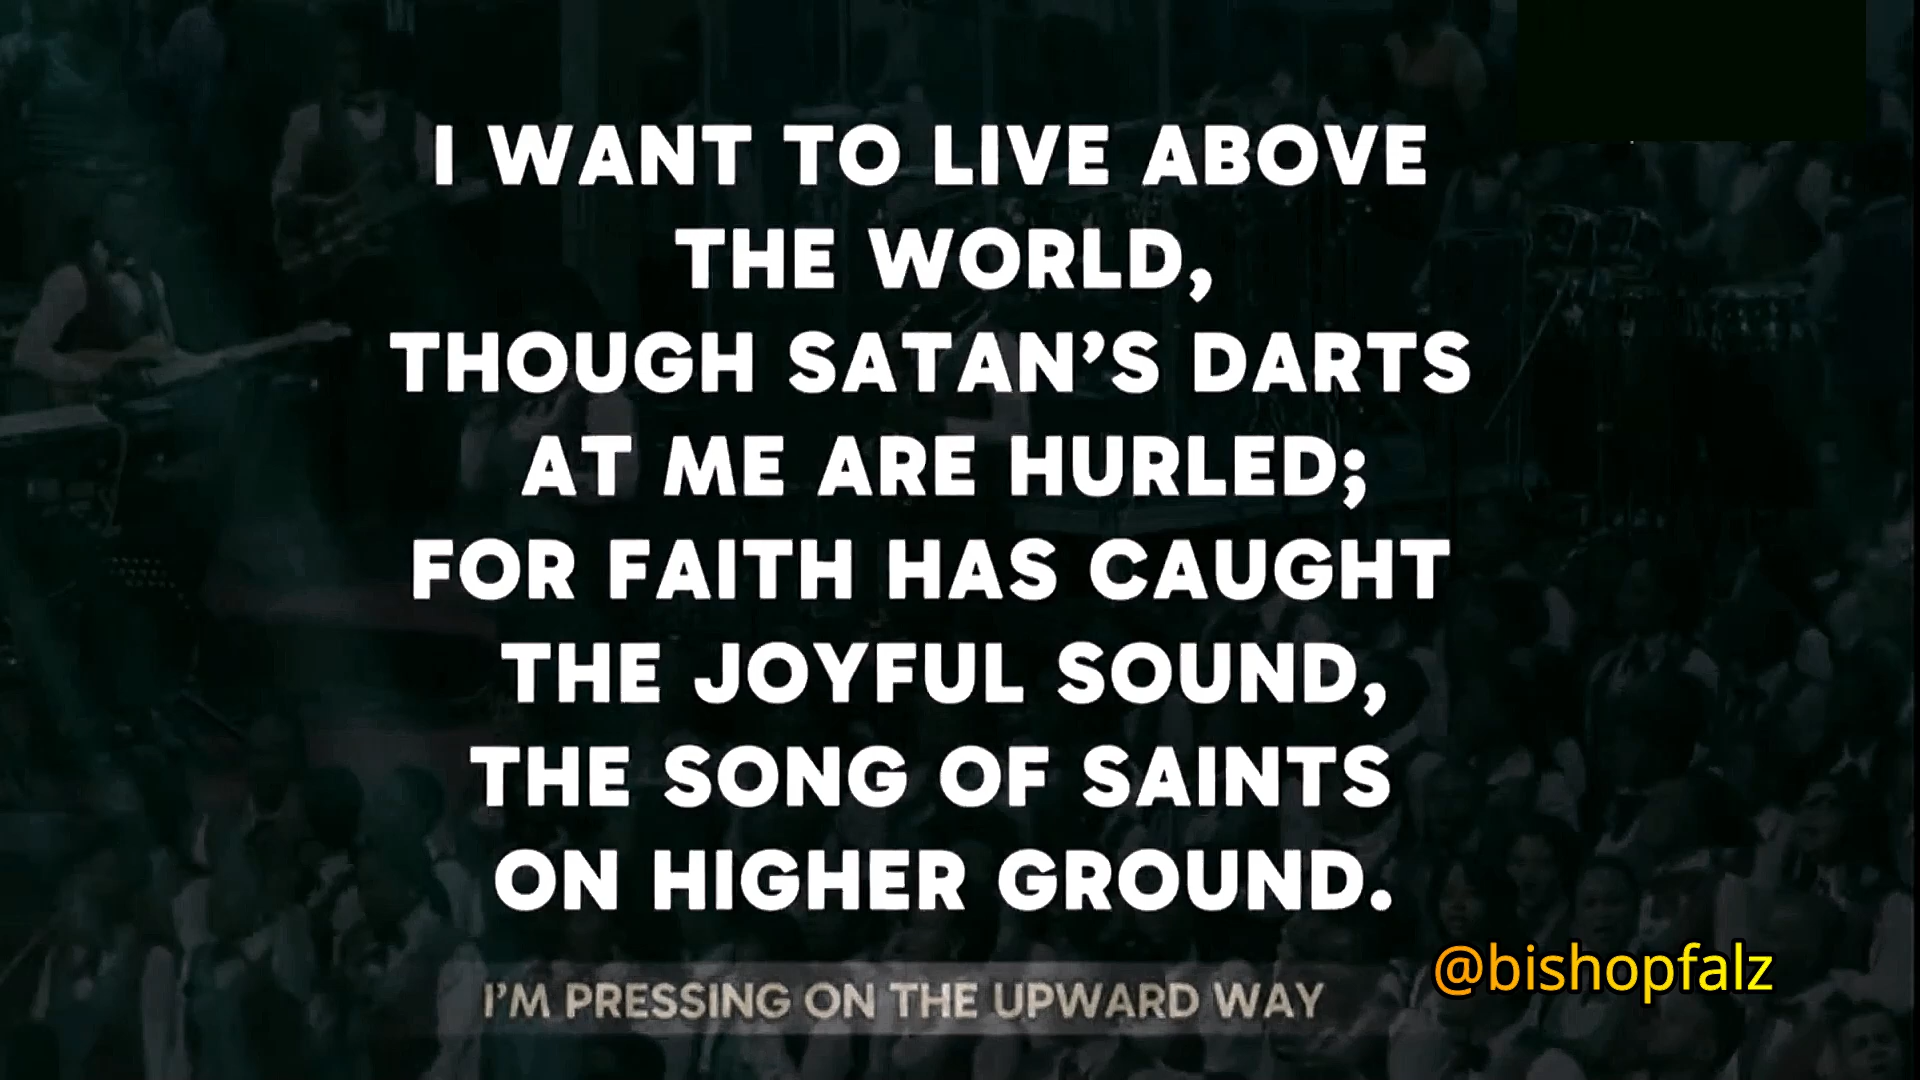 I WANT TO LIVE ABOVE
THE WORLD,
THOUGH SATAN’S DARTS
AT ME ARE HURLED;
FOR FAITH HAS CAUGHT
THE JOYFUL SOUND,
THE SONG OF SAINTS
ON HIGHER GROUND.
I’M PRESSING ON THE UPWARD WAY
@bishopfalz